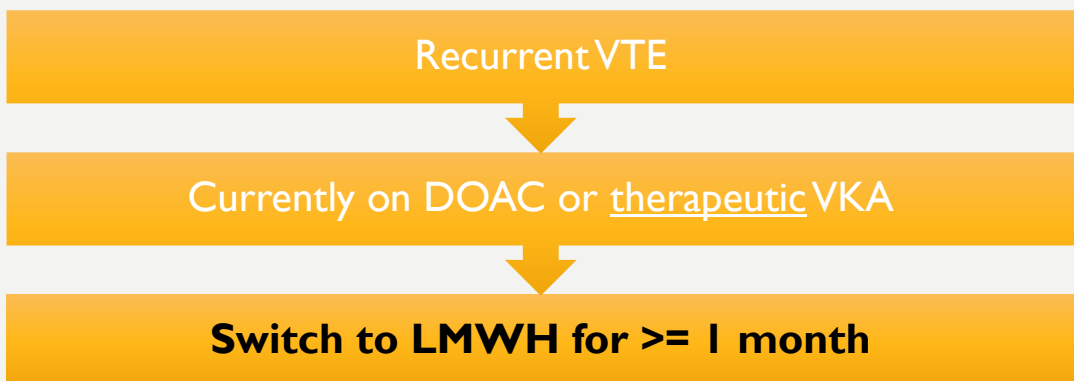 Recurrent VTE
Currently on DOAC or therapeutic VKA
Switch to LMWH for >= 1 month